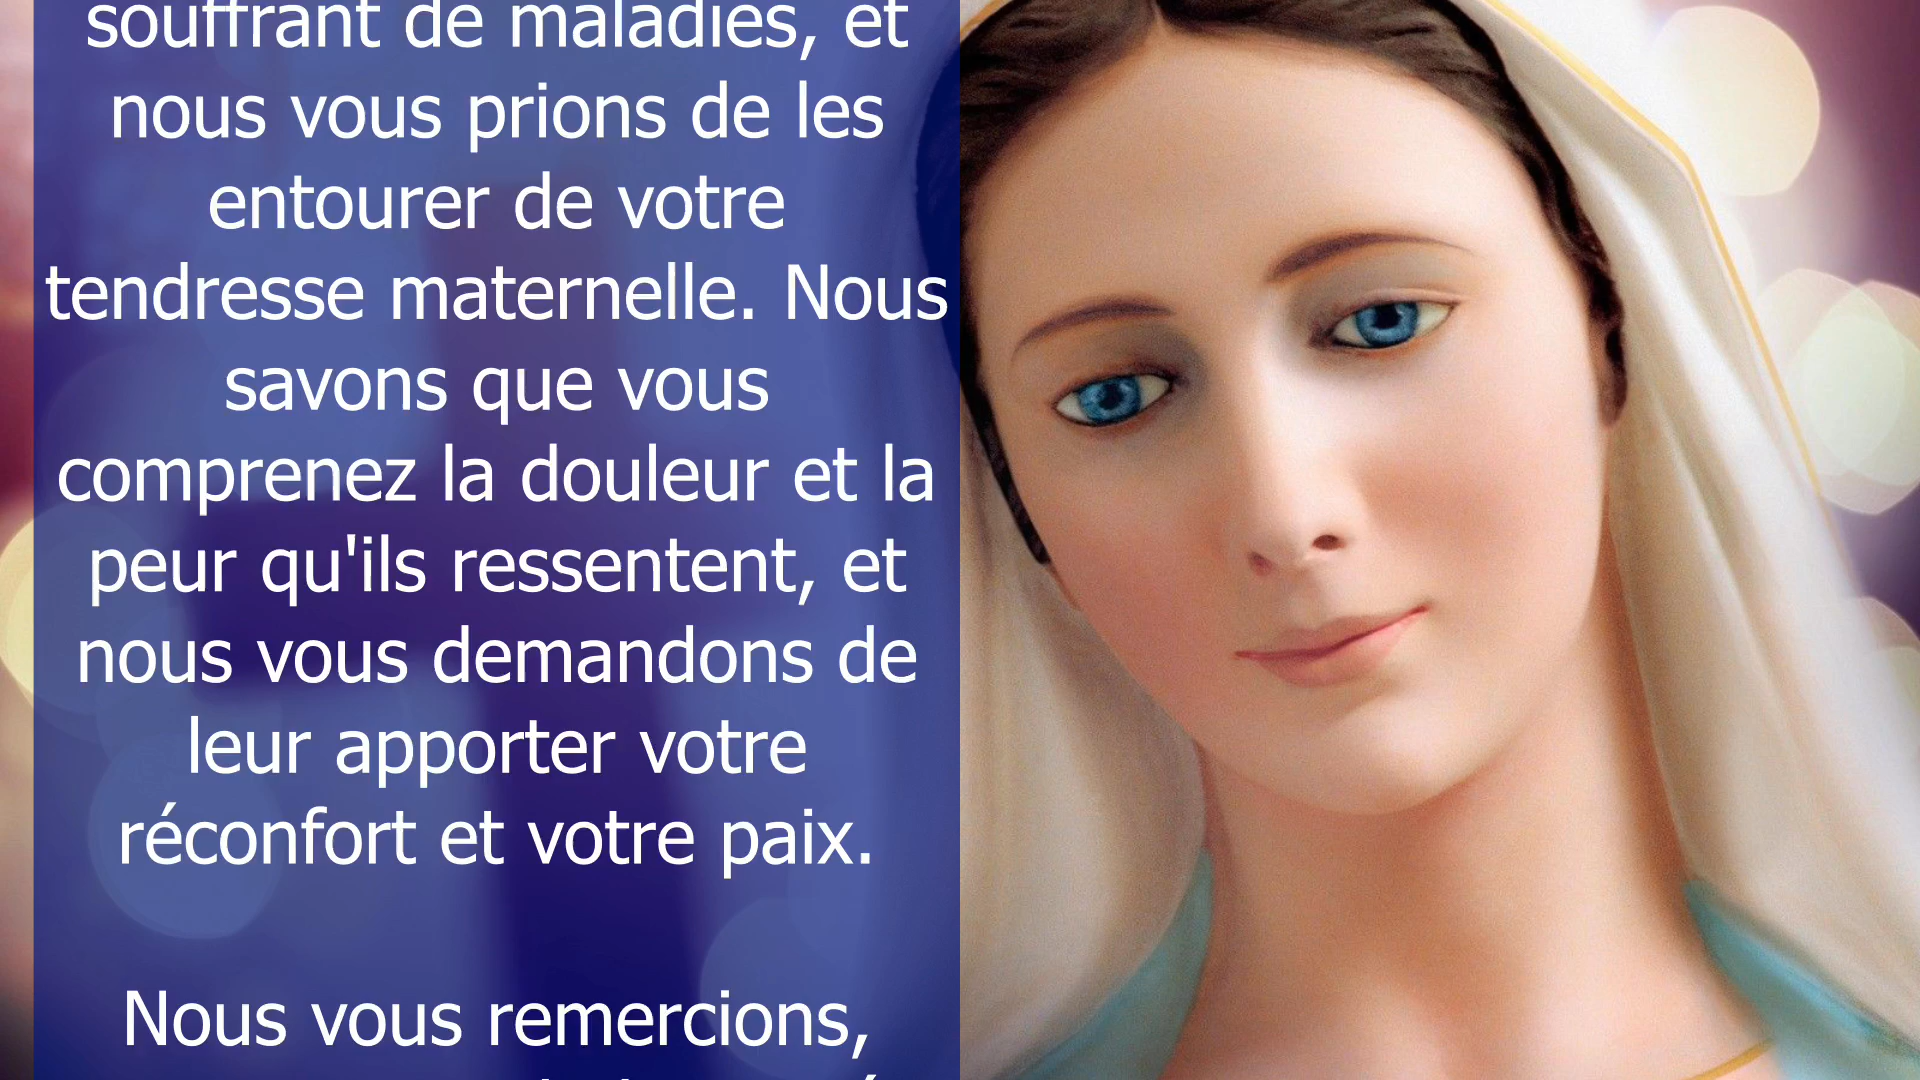 souffrant de maladies, et
nous vous prions de les
entourer de votre
tendresse maternelle. Nous
savons que vous
comprenez la douleur et la
peur qu'ils ressentent, et
nous vous demandons de
leur apporter votre
réconfort et votre paix.
Nous vous remercions,